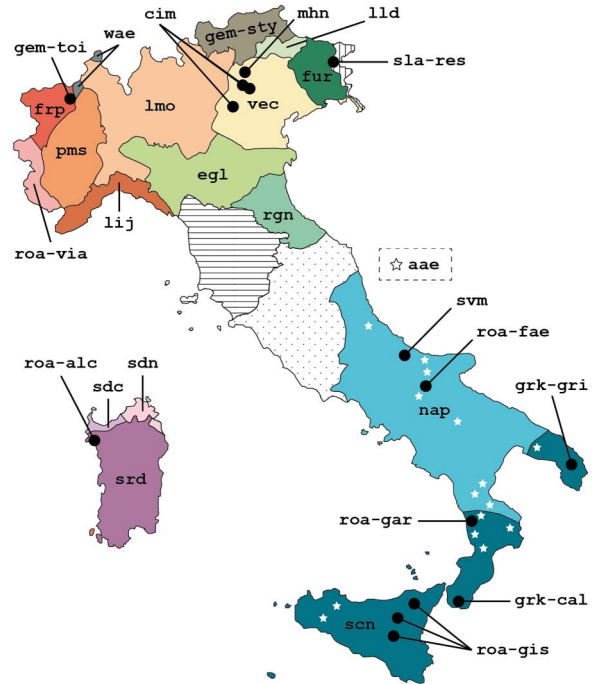 cim
mhn
lld
wae
gem-sty
gem-toi
fur
sla-res
frp
lmo
vec
pms
egl
lij
rgn
roa-via
aae
svm
roa-fae
roa-alc
sdn
sdc
grk-gri
nap
srd
roa-gar
grk-cal
scn
roa-gis